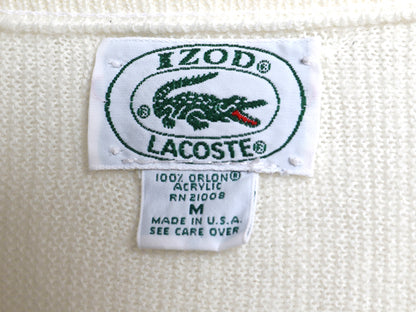 IZOD®
®
LACOSTE®
100% ORLON®
ACRYLIC
RN 21008
M
MADE IN U.S.A.
SEE CARE OVER